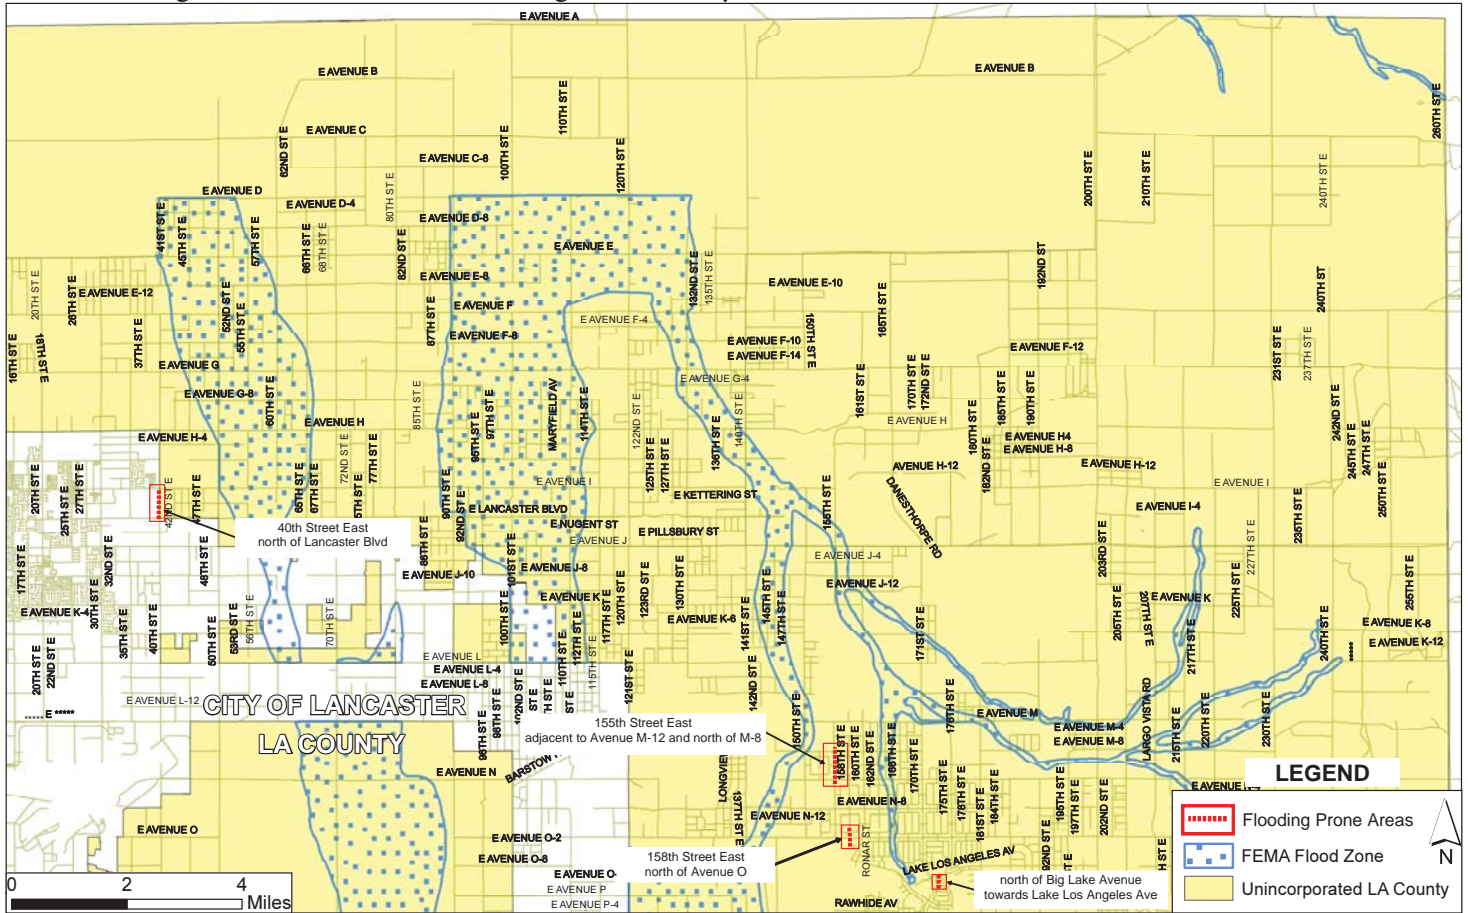 E AVENUE A
E AVENUE B
E AVENUE B
260TH ST E
110TH ST E
E AVENUE C
62ND ST E
100TH ST E
E AVENUE C-8
120TH ST E
200TH ST E
210TH ST E
240TH ST E
E AVENUE D
E AVENUE D-4
80TH ST E
E AVENUE D-8
41ST ST E
45TH ST E
57TH ST E
66TH ST E
68TH ST E
82ND ST E
E AVENUE E
192ND ST
E AVENUE E-8
132ND ST E
135TH ST E
E AVENUE E-10
240TH ST
20TH ST E
26TH ST E
E AVENUE E-12
52ND ST E
55TH ST E
E AVENUE F
87TH ST E
E AVENUE F-4
165TH ST E
150TH ST E
16TH ST E
18TH ST E
37TH ST E
E AVENUE F-8
E AVENUE F-10
E AVENUE F-14
E AVENUE F-12
231ST ST E
237TH ST E
E AVENUE G
E AVENUE G-4
E AVENUE G-8
60TH ST E
85TH ST E
95TH ST E
97TH ST E
MARYFIELD AV
114TH ST E
122ND ST E
161ST ST E
170TH ST E
172ND ST E
185TH ST E
190TH ST E
242ND ST E
E AVENUE H
E AVENUE H
E AVENUE H-4
72ND ST E
77TH ST E
136TH ST E
140TH ST E
180TH ST E
182ND ST E
E AVENUE H4
E AVENUE H-8
AVENUE H-12
E AVENUE H-12
245TH ST E
247TH ST E
250TH ST E
20TH ST E
25TH ST E
27TH ST E
42ND ST E
47TH ST E
65TH ST E
67TH ST E
5TH ST E
90TH ST E
92ND ST E
E AVENUE I
E AVENUE I
125TH ST E
127TH ST E
E KETTERING ST
155TH ST E
DANESTHORPE RD
E AVENUE I-4
235TH ST E
E LANCASTER BLVD
E NUGENT ST
E AVENUE J
E PILLSBURY ST
40th Street East
north of Lancaster Blvd
86TH ST E
E AVENUE J-4
203RD ST E
227TH ST E
17TH ST E
32ND ST E
48TH ST E
E AVENUE J-10
101ST ST E
E AVENUE J-8
E AVENUE J-12
E AVENUE K
E AVENUE K
E AVENUE K-4
30TH ST E
35TH ST E
40TH ST E
50TH ST E
53RD ST E
56TH ST E
70TH ST E
100TH ST E
110TH ST E
112TH ST E
115TH ST E
117TH ST E
120TH ST E
123RD ST E
130TH ST E
E AVENUE K-6
141ST ST E
145TH ST E
147TH ST E
171ST ST E
205TH ST E
207TH ST E
217TH ST E
225TH ST E
240TH ST E
255TH ST E
E AVENUE K-8
E AVENUE K-12
*****
20TH ST E
22ND ST E
E AVENUE L
E AVENUE L-4
E AVENUE L-8
E AVENUE L-12
***** E *****
CITY OF LANCASTER
LA COUNTY
96TH ST E
98TH ST E
102ND ST E
ST E
H ST E
ST E
121ST ST E
142ND ST E
150TH ST E
155th Street East
adjacent to Avenue M-12 and north of M-8
176TH ST E
E AVENUE M
E AVENUE M-4
E AVENUE M-8
LARGO VISTA RD
215TH ST E
220TH ST E
230TH ST E
E AVENUE N
LONGVIE
137TH ST E
158TH ST E
160TH ST E
162ND ST E
166TH ST E
170TH ST E
175TH ST E
178TH ST E
181ST ST E
184TH ST E
195TH ST E
197TH ST E
202ND ST E
E AVENUE N-8
E AVENUE N-12
E AVENUE O
E AVENUE O-2
E AVENUE O-8
E AVENUE O-
E AVENUE P
E AVENUE P-4
158th Street East
north of Avenue O
RONAR ST
LAKE LOS ANGELES AV
RAWHIDE AV
north of Big Lake Avenue
towards Lake Los Angeles Ave
H ST E
0 2 4
Miles
LEGEND
Flooding Prone Areas
FEMA Flood Zone
Unincorporated LA County
N